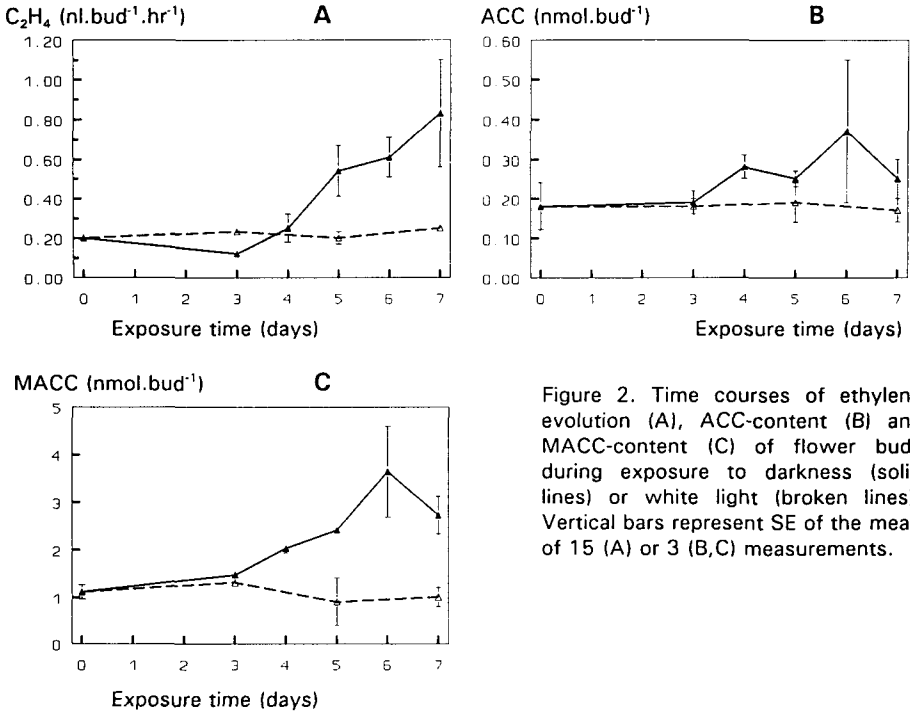 C₂H₄ (nl.bud⁻¹.hr⁻¹) A
1.20
1.00
0.80
0.60
0.40
0.20
0.00
0 1 2 3 4 5 6 7
Exposure time (days)
ACC (nmol.bud⁻¹) B
0.60
0.50
0.40
0.30
0.20
0.10
0.00
0 1 2 3 4 5 6 7
Exposure time (days)
MACC (nmol.bud⁻¹) C
5
4
3
2
1
0
0 1 2 3 4 5 6 7
Exposure time (days)
Figure 2. Time courses of ethylen
evolution (A), ACC-content (B) an
MACC-content (C) of flower bud
during exposure to darkness (soli
lines) or white light (broken lines
Vertical bars represent SE of the mea
of 15 (A) or 3 (B,C) measurements.